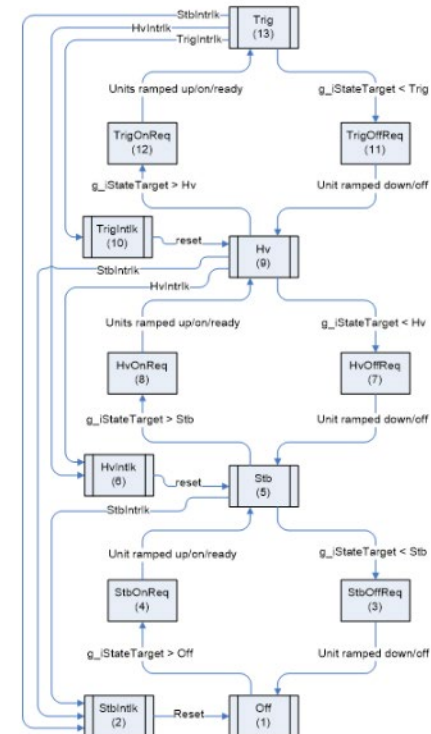 StbIntrlk
HvIntrlk
TrigIntrlk
Trig
(13)
Units ramped up/on/ready
g_iStateTarget < Trig
TrigOnReq
(12)
TrigOffReq
(11)
g_iStateTarget > Hv
Unit ramped down/off
TrigIntlk
(10)
reset
Hv
(9)
StbIntrlk
HvIntrlk
Units ramped up/on/ready
g_iStateTarget < Hv
HvOnReq
(8)
HvOffReq
(7)
g_iStateTarget > Stb
Unit ramped down/off
HvIntlk
(6)
reset
Stb
(5)
StbIntrlk
Unit ramped up/on/ready
g_iStateTarget < Stb
StbOnReq
(4)
StbOffReq
(3)
g_iStateTarget > Off
Unit ramped down/off
StbIntlk
(2)
Reset
Off
(1)